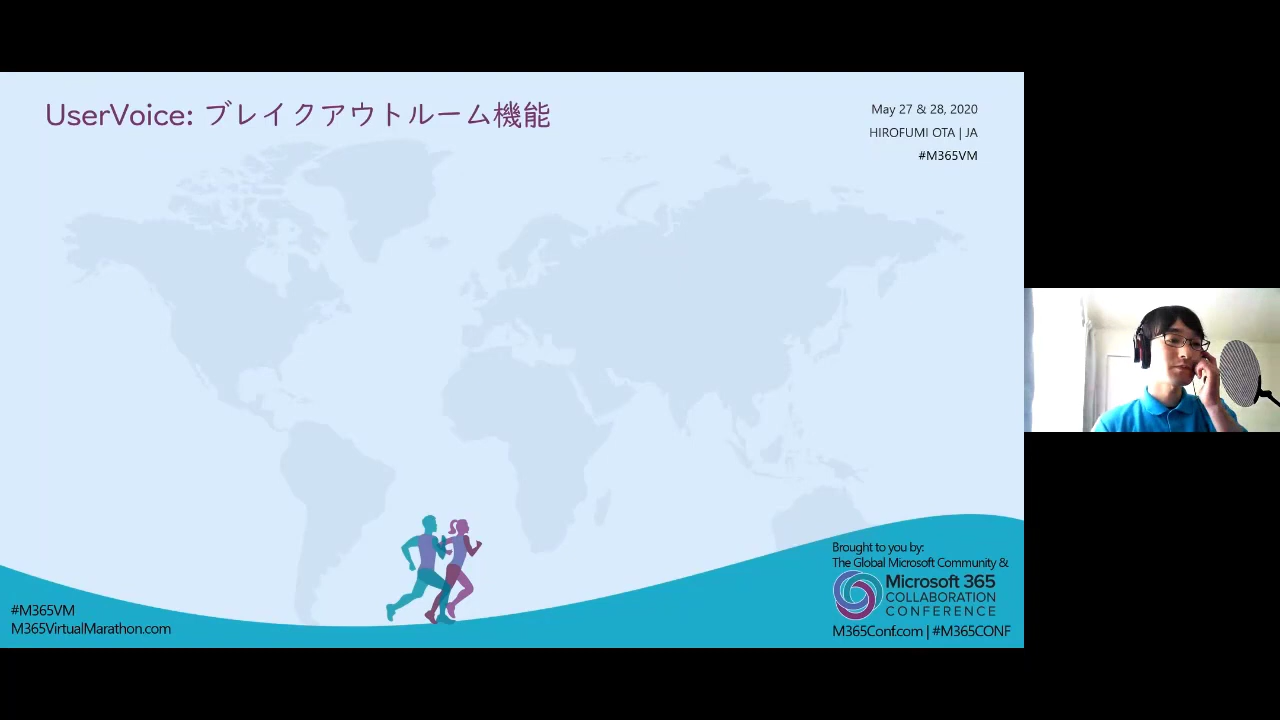 UserVoice: ブレイクアウトルーム機能
May 27 & 28, 2020
HIROFUMI OTA | JA
#M365VM
#M365VM
M365VirtualMarathon.com
Brought to you by:
The Global Microsoft Community &
Microsoft 365
COLLABORATION
CONFERENCE
M365Conf.com | #M365CONF